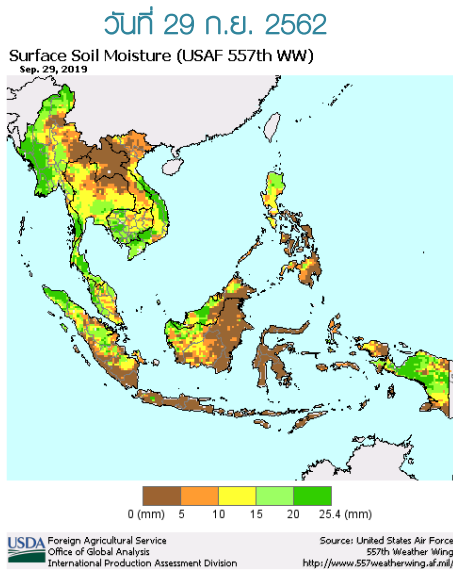 วันที่ 29 ก.ย. 2562
Surface Soil Moisture (USAF 557th WW)
Sep. 29, 2019
0 (mm) 5 10 15 20 25.4 (mm)
USDA Foreign Agricultural Service
Office of Global Analysis
International Production Assessment Division
Source: United States Air Force
557th Weather Wing
http://www.557weatherwing.af.mil/